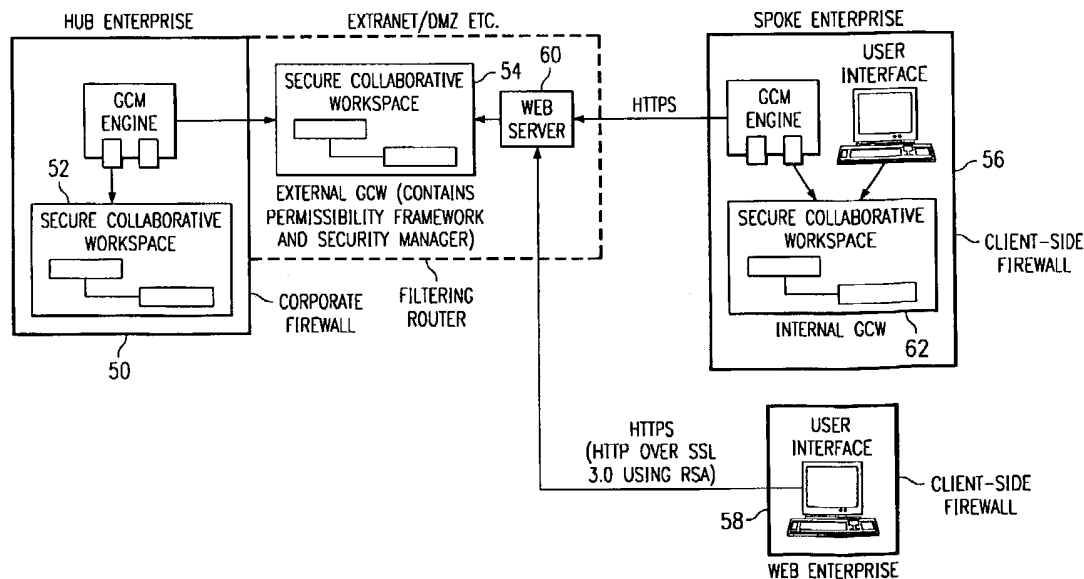 HUB ENTERPRISE
EXTRANET/DMZ ETC.
SPOKE ENTERPRISE
GCM
ENGINE
52
SECURE COLLABORATIVE
WORKSPACE
50
CORPORATE
FIREWALL
SECURE COLLABORATIVE
WORKSPACE
54
EXTERNAL GCW (CONTAINS
PERMISSIBILITY FRAMEWORK
AND SECURITY MANAGER)
FILTERING
ROUTER
60
WEB
SERVER
HTTPS
GCM
ENGINE
USER
INTERFACE
56
SECURE COLLABORATIVE
WORKSPACE
INTERNAL GCW
62
CLIENT-SIDE
FIREWALL
HTTPS
(HTTP OVER SSL
3.0 USING RSA)
USER
INTERFACE
58
CLIENT-SIDE
FIREWALL
WEB ENTERPRISE